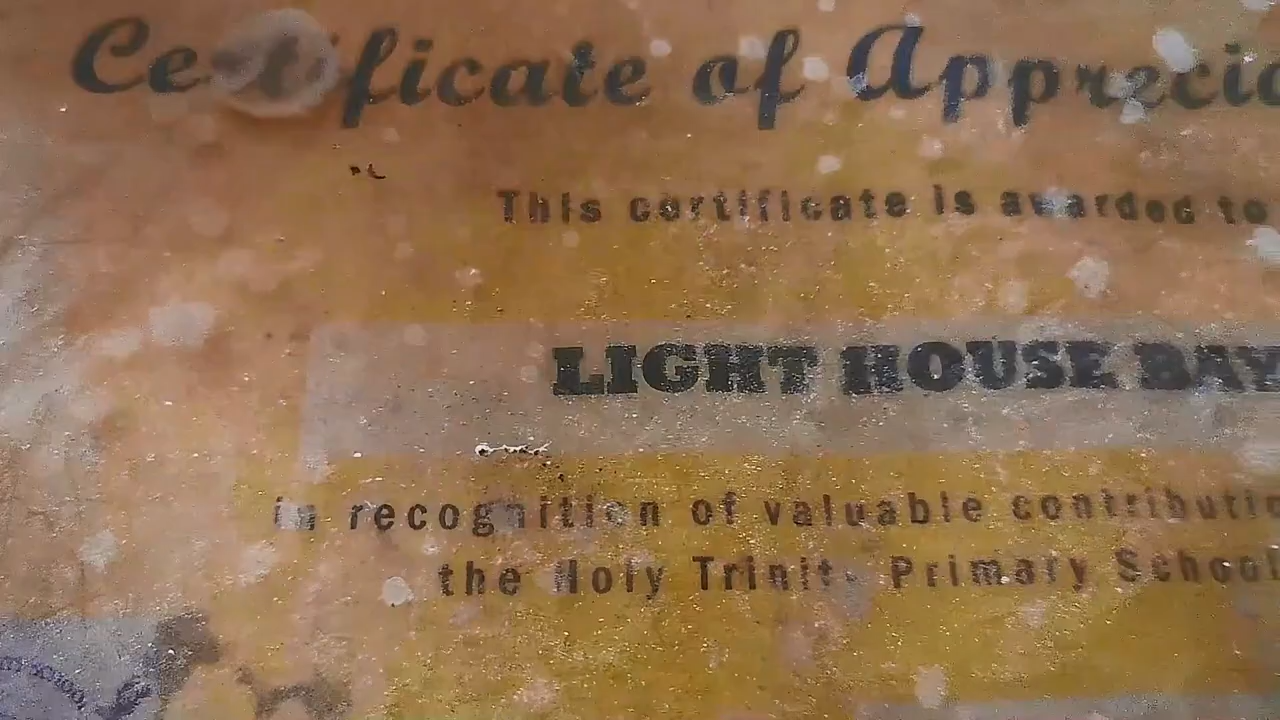 Certificate of Apprecia
This certificate is awarded to
LIGHT HOUSE BAY
in recognition of valuable contributio
the Holy Trinity Primary School